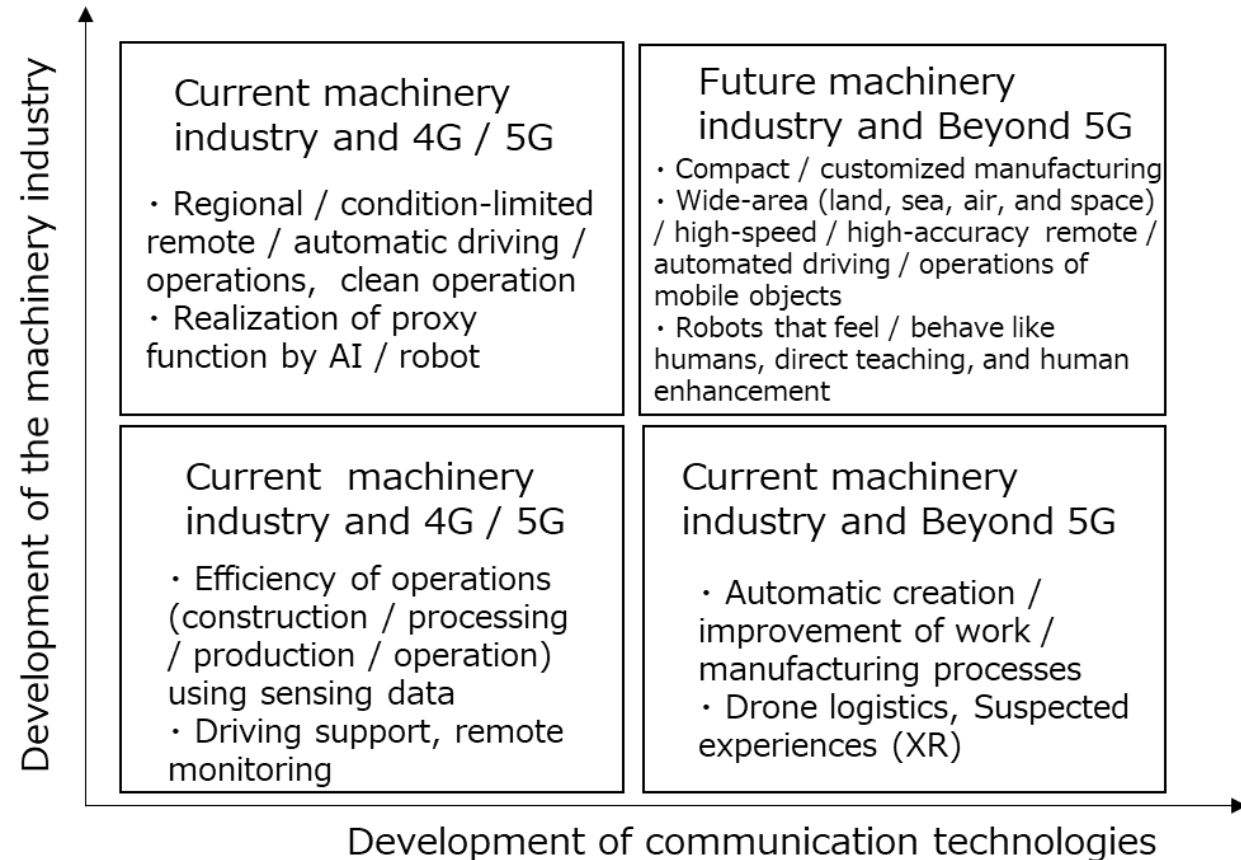 Development of the machinery industry
Current machinery
industry and 4G / 5G
・Regional / condition-limited
remote / automatic driving /
operations, clean operation
・Realization of proxy
function by AI / robot
Future machinery
industry and Beyond 5G
・Compact / customized manufacturing
・Wide-area (land, sea, air, and space)
/ high-speed / high-accuracy remote /
automated driving / operations of
mobile objects
・Robots that feel / behave like
humans, direct teaching, and human
enhancement
Current machinery
industry and 4G / 5G
・Efficiency of operations
(construction / processing
/ production / operation)
using sensing data
・Driving support, remote
monitoring
Current machinery
industry and Beyond 5G
・Automatic creation /
improvement of work /
manufacturing processes
・Drone logistics, Suspected
experiences (XR)
Development of communication technologies